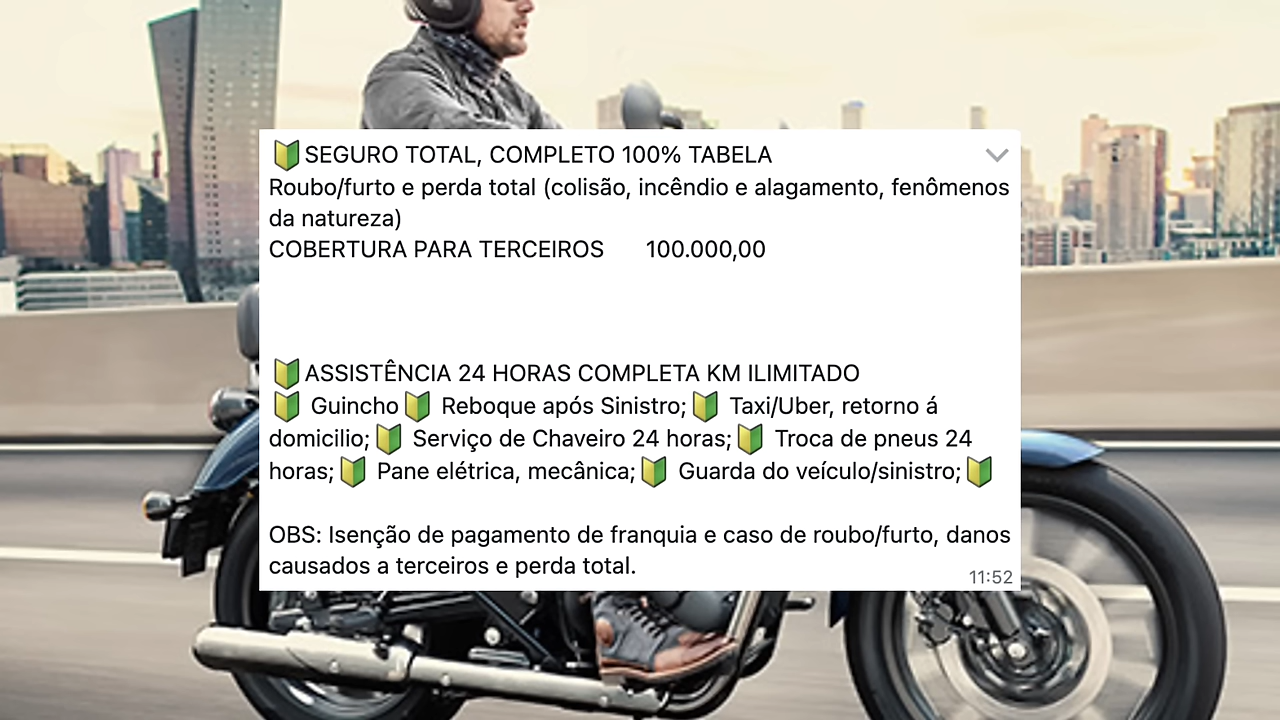 🔰SEGURO TOTAL, COMPLETO 100% TABELA
Roubo/furto e perda total (colisão, incêndio e alagamento, fenômenos
da natureza)
COBERTURA PARA TERCEIROS 100.000,00
🔰ASSISTÊNCIA 24 HORAS COMPLETA KM ILIMITADO
🔰 Guincho🔰 Reboque após Sinistro;🔰 Taxi/Uber, retorno á
domicilio;🔰 Serviço de Chaveiro 24 horas;🔰 Troca de pneus 24
horas;🔰 Pane elétrica, mecânica;🔰 Guarda do veículo/sinistro;🔰
OBS: Isenção de pagamento de franquia e caso de roubo/furto, danos
causados a terceiros e perda total.
11:52